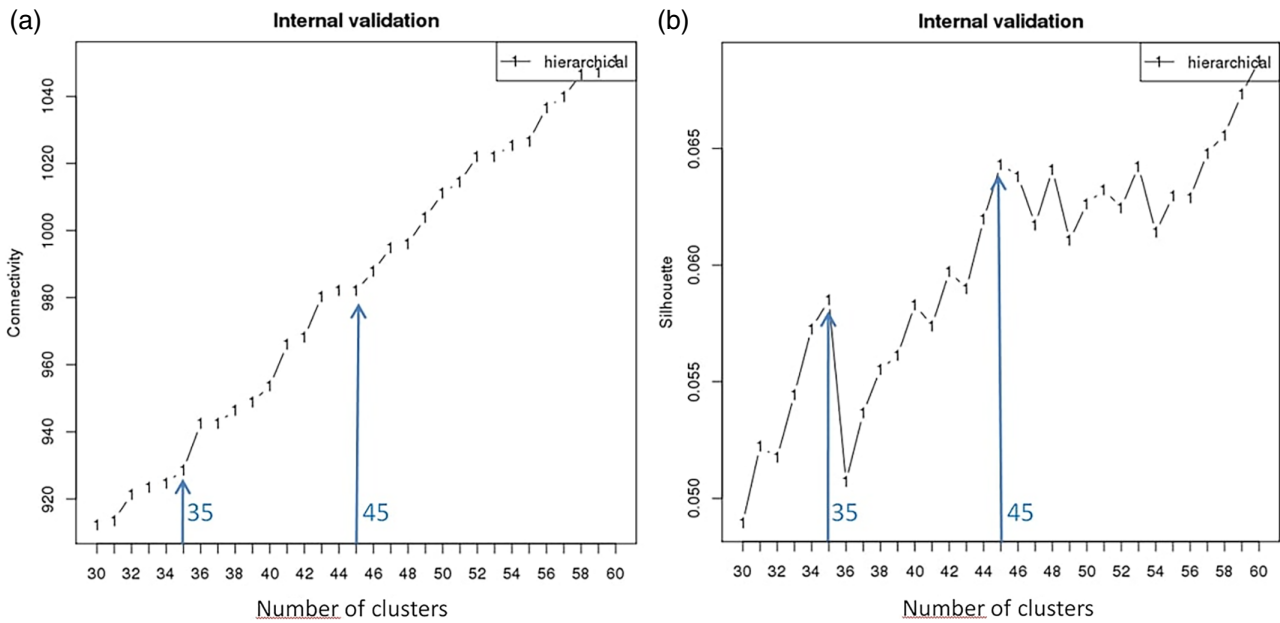 (a)
Internal validation
1 hierarchical
1040
1020
1000
980
960
940
920
Connectivity
35
45
30 32 34 36 38 40 42 44 46 48 50 52 54 56 58 60
Number of clusters
(b)
Internal validation
1 hierarchical
0.065
0.060
0.055
0.050
Silhouette
35
45
30 32 34 36 38 40 42 44 46 48 50 52 54 56 58 60
Number of clusters